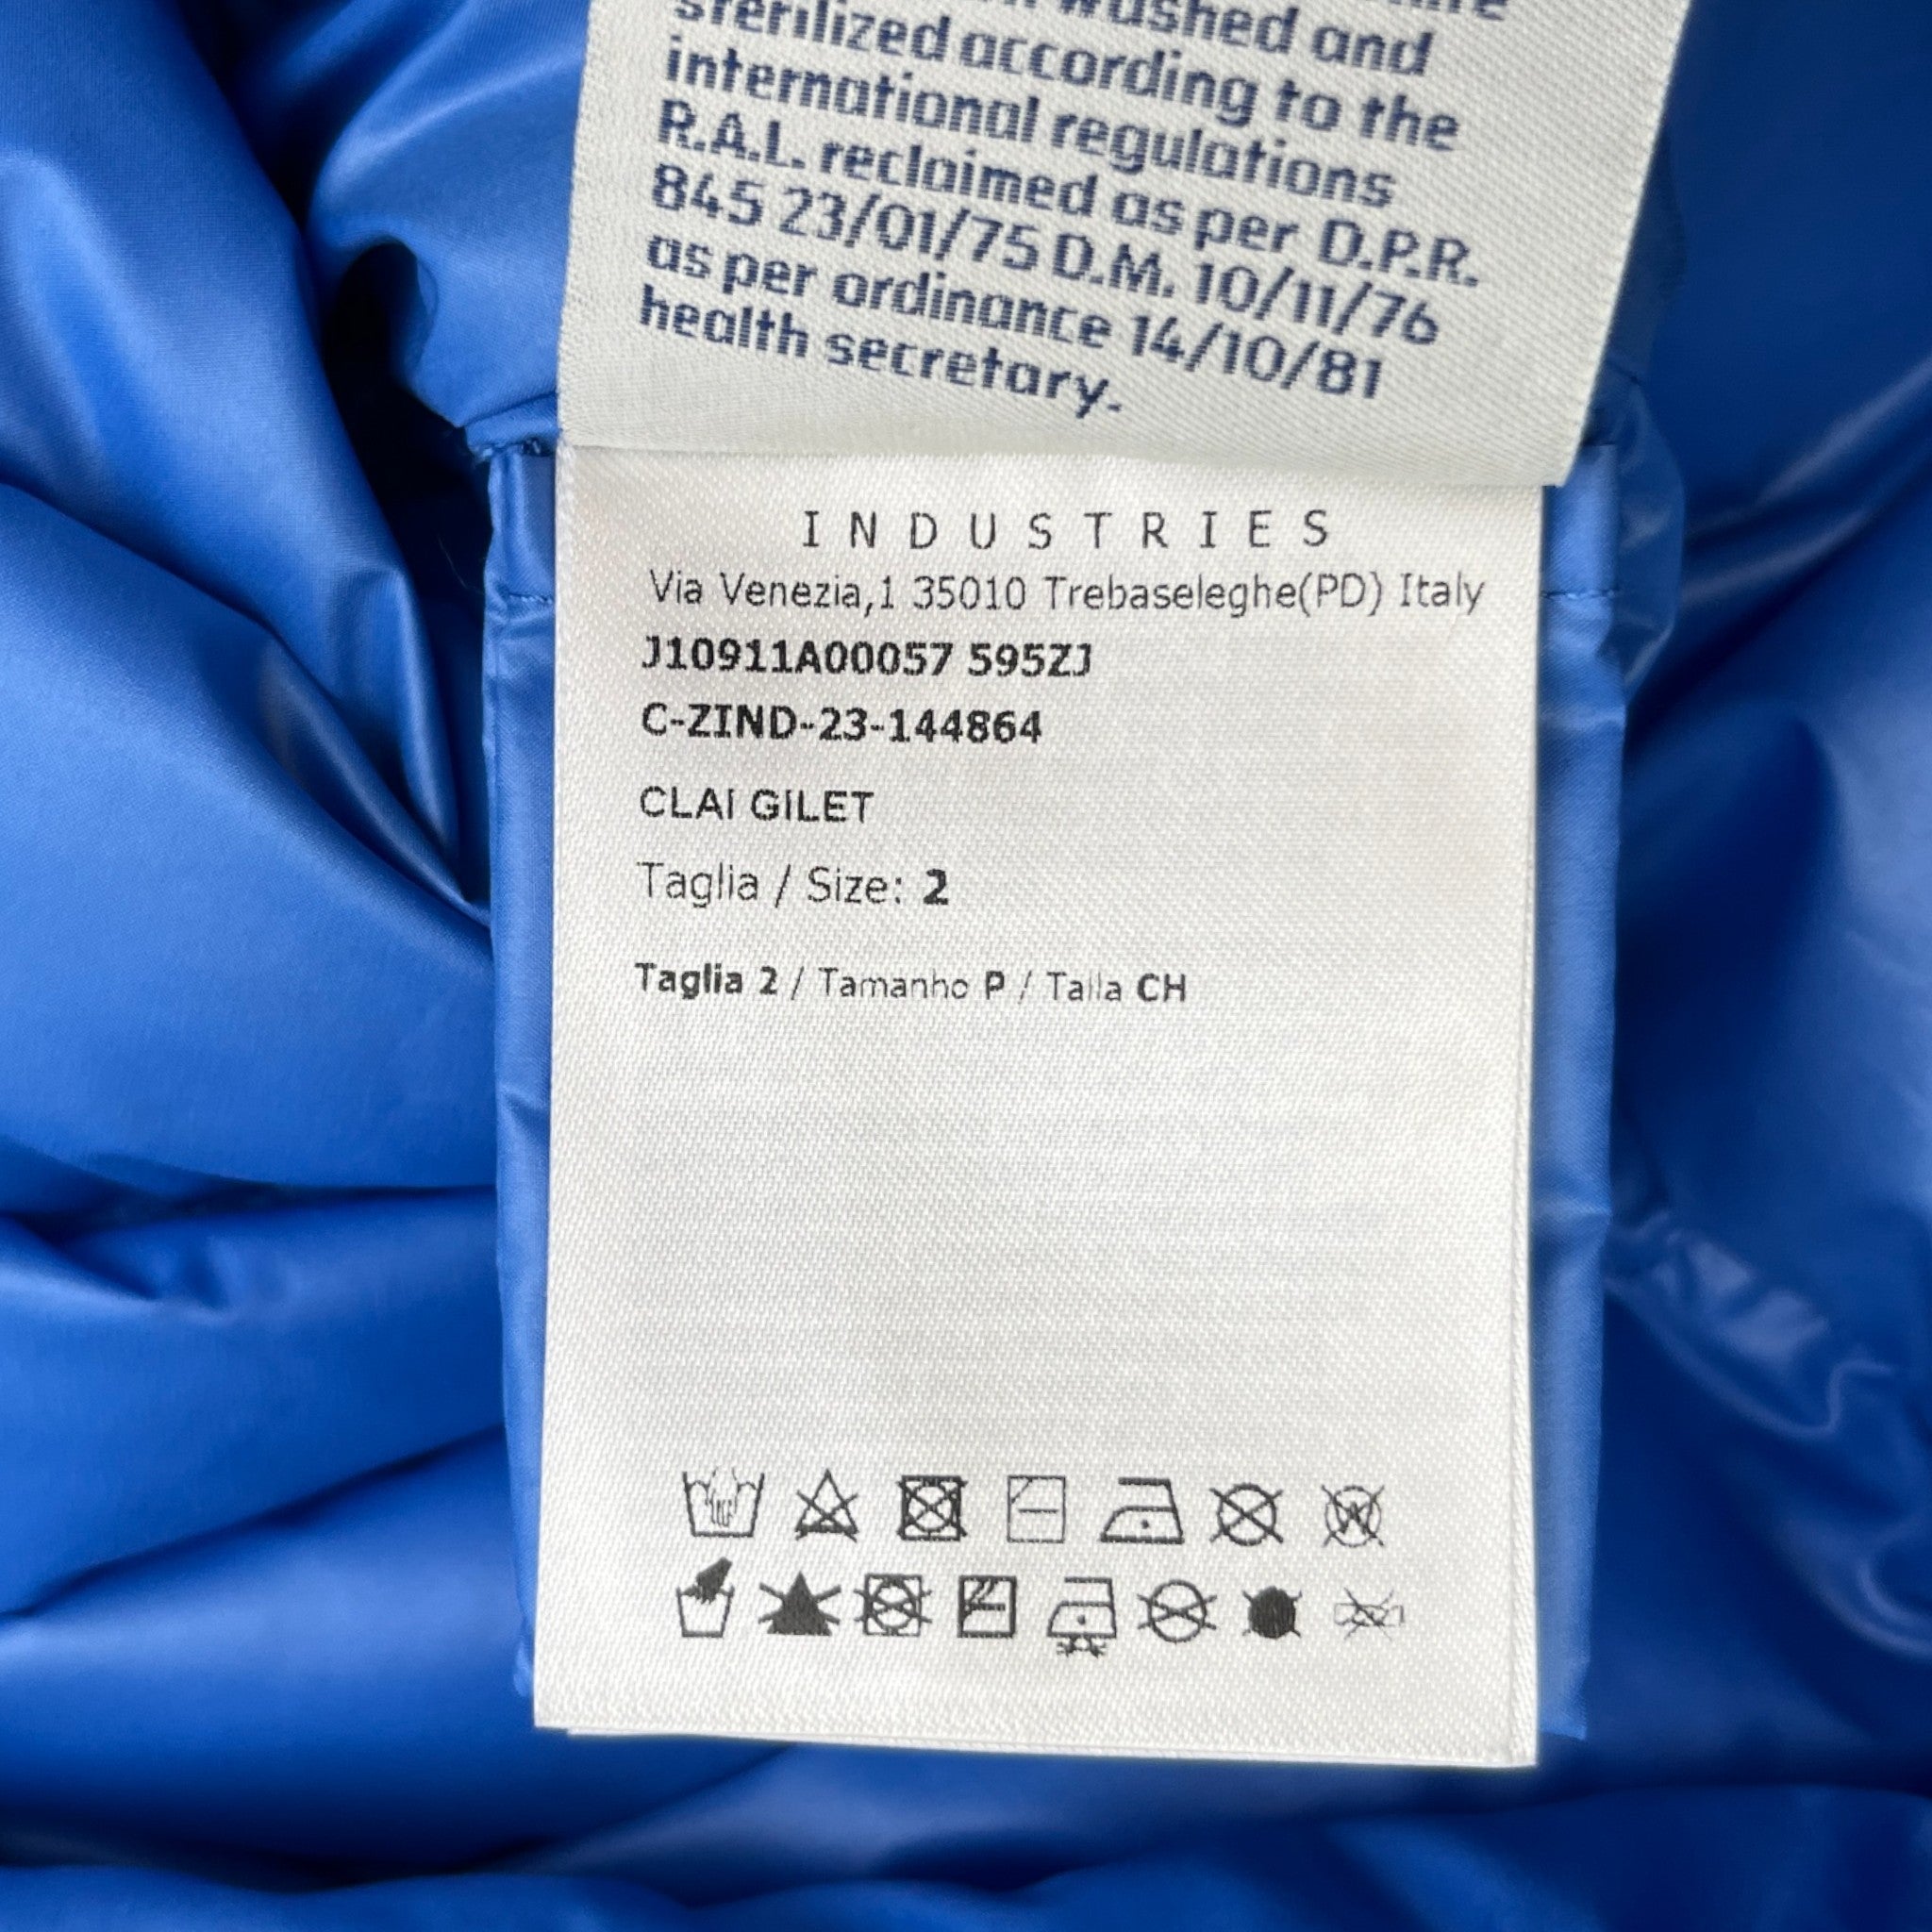 washed and
sterilized according to the
international regulations
R.A.L. reclaimed as per D.P.R.
845 23/01/75 D.M. 10/11/76
as per ordinance 14/10/81
health secretary.
INDUSTRIES
Via Venezia,1 35010 Trebaseleghe(PD) Italy
J10911A00057 595ZJ
C-ZIND-23-144864
CLAI GILET
Taglia / Size: 2
Taglia 2 / Tamanho P / Talla CH